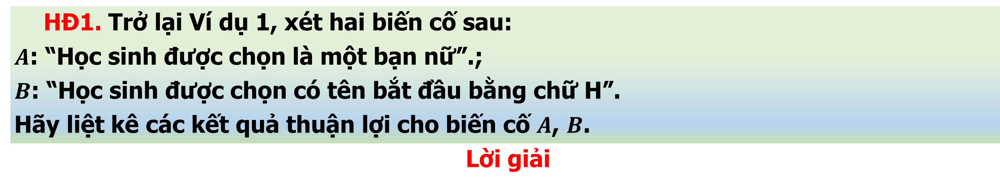 HĐ1. Trở lại Ví dụ 1, xét hai biến cố sau:
A: “Học sinh được chọn là một bạn nữ”.;
B: “Học sinh được chọn có tên bắt đầu bằng chữ H”.
Hãy liệt kê các kết quả thuận lợi cho biến cố A, B.
Lời giải